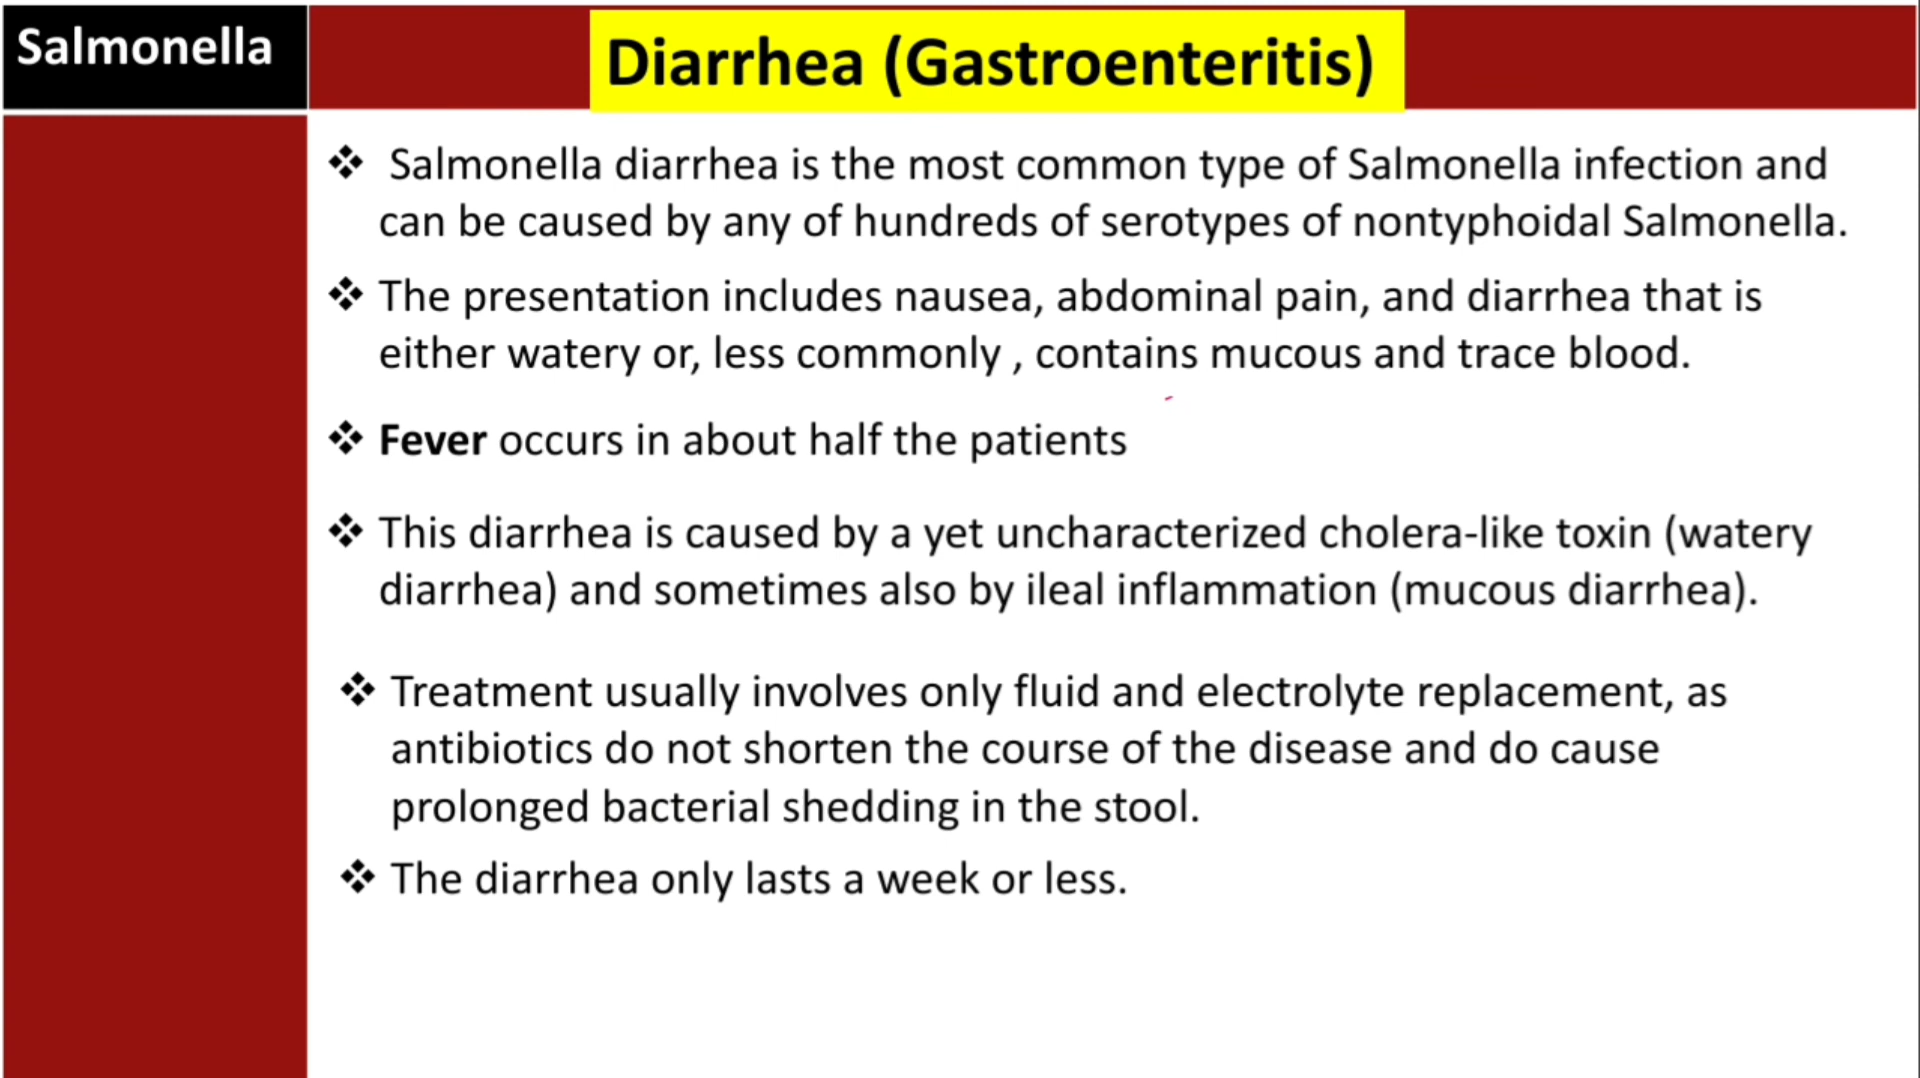 Salmonella
Diarrhea (Gastroenteritis)
❖ Salmonella diarrhea is the most common type of Salmonella infection and
can be caused by any of hundreds of serotypes of nontyphoidal Salmonella.
❖ The presentation includes nausea, abdominal pain, and diarrhea that is
either watery or, less commonly , contains mucous and trace blood.
❖ Fever occurs in about half the patients
❖ This diarrhea is caused by a yet uncharacterized cholera-like toxin (watery
diarrhea) and sometimes also by ileal inflammation (mucous diarrhea).
❖ Treatment usually involves only fluid and electrolyte replacement, as
antibiotics do not shorten the course of the disease and do cause
prolonged bacterial shedding in the stool.
❖ The diarrhea only lasts a week or less.